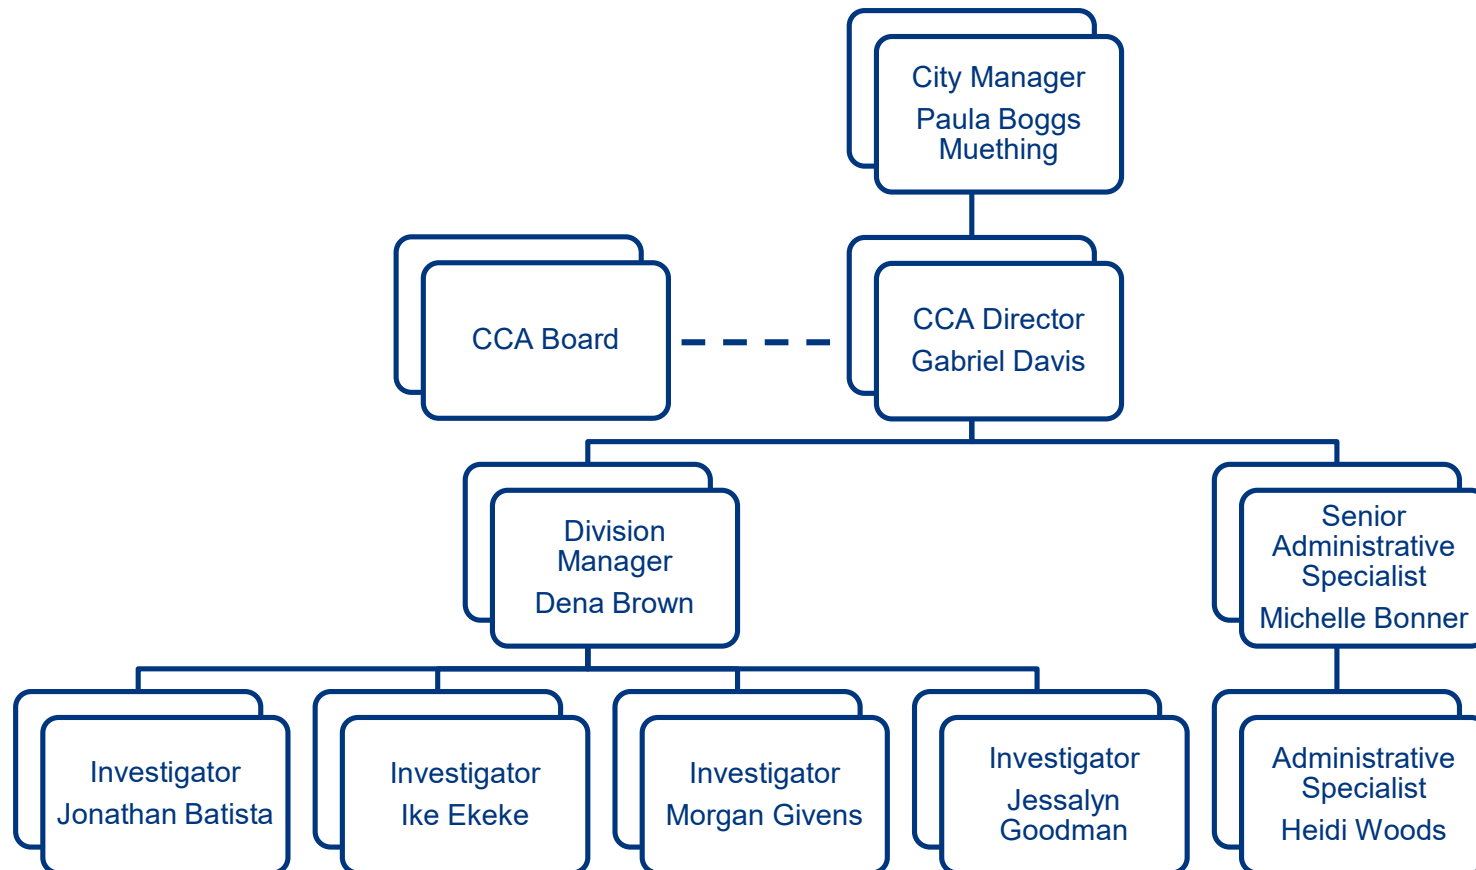 City Manager
Paula Boggs
Muething
CCA Board
CCA Director
Gabriel Davis
Division
Manager
Dena Brown
Senior
Administrative
Specialist
Michelle Bonner
Investigator
Jonathan Batista
Investigator
Ike Ekeke
Investigator
Morgan Givens
Investigator
Jessalyn
Goodman
Administrative
Specialist
Heidi Woods